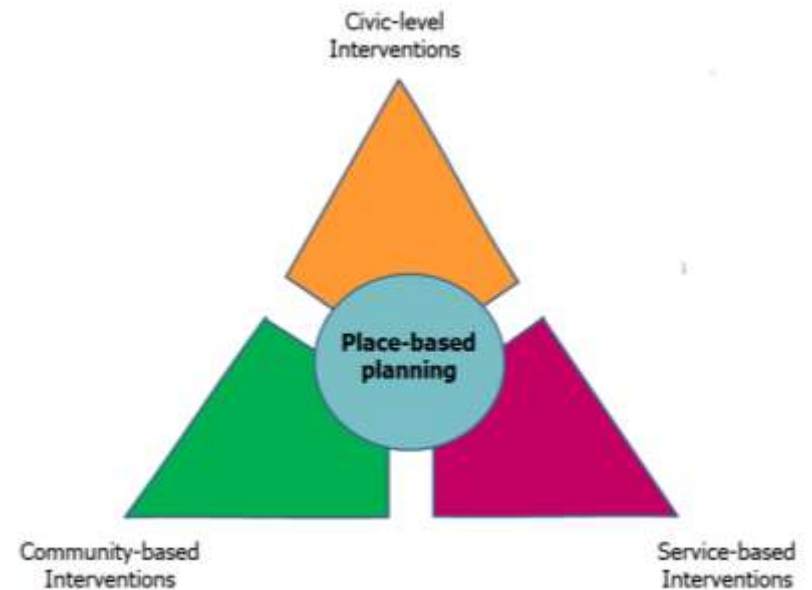 Civic-level
Interventions
Place-based
planning
Community-based
Interventions
Service-based
Interventions